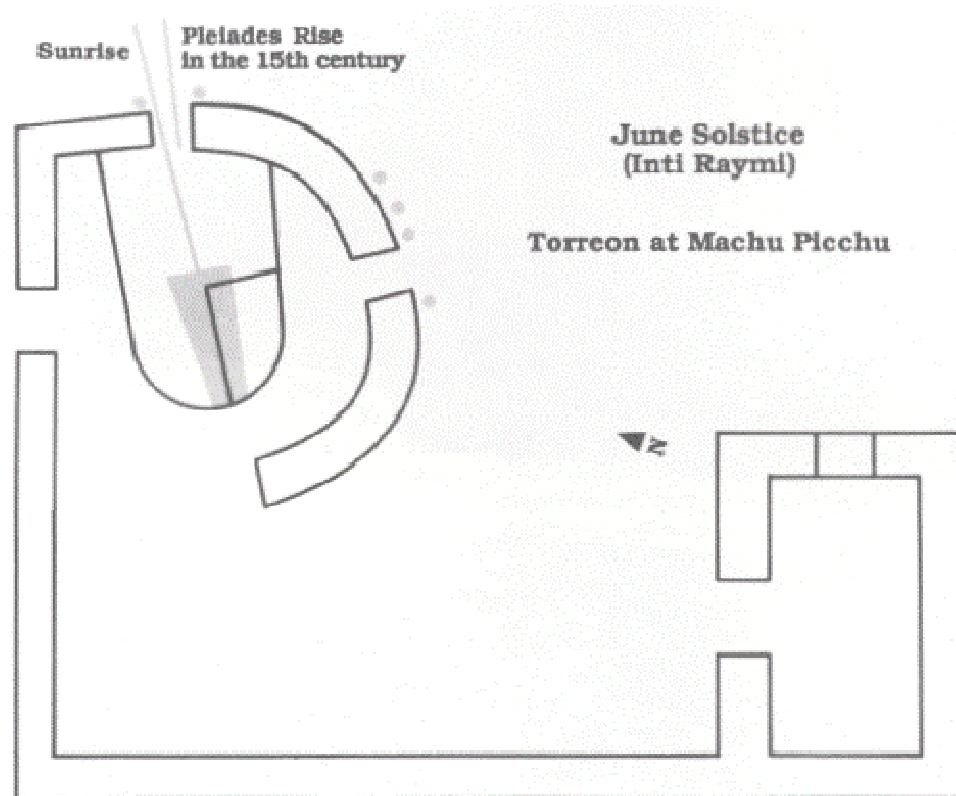 Sunrise
Pleiades Rise
in the 15th century
June Solstice
(Inti Raymi)
Torreon at Machu Picchu
N